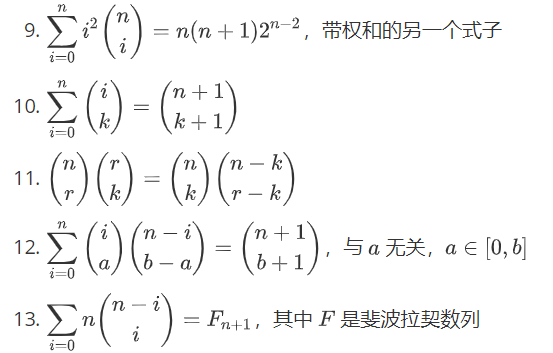 9. $\sum_{i=0}^{n} i^2 \binom{n}{i} = n(n+1)2^{n-2}$，带权和的另一个式子
10. $\sum_{i=0}^{n} \binom{i}{k} = \binom{n+1}{k+1}$
11. $\binom{n}{r}\binom{r}{k} = \binom{n}{k}\binom{n-k}{r-k}$
12. $\sum_{i=0}^{n} \binom{i}{a}\binom{n-i}{b-a} = \binom{n+1}{b+1}$，与 $a$ 无关，$a \in [0, b]$
13. $\sum_{i=0} n \binom{n-i}{i} = F_{n+1}$，其中 $F$ 是斐波拉契数列